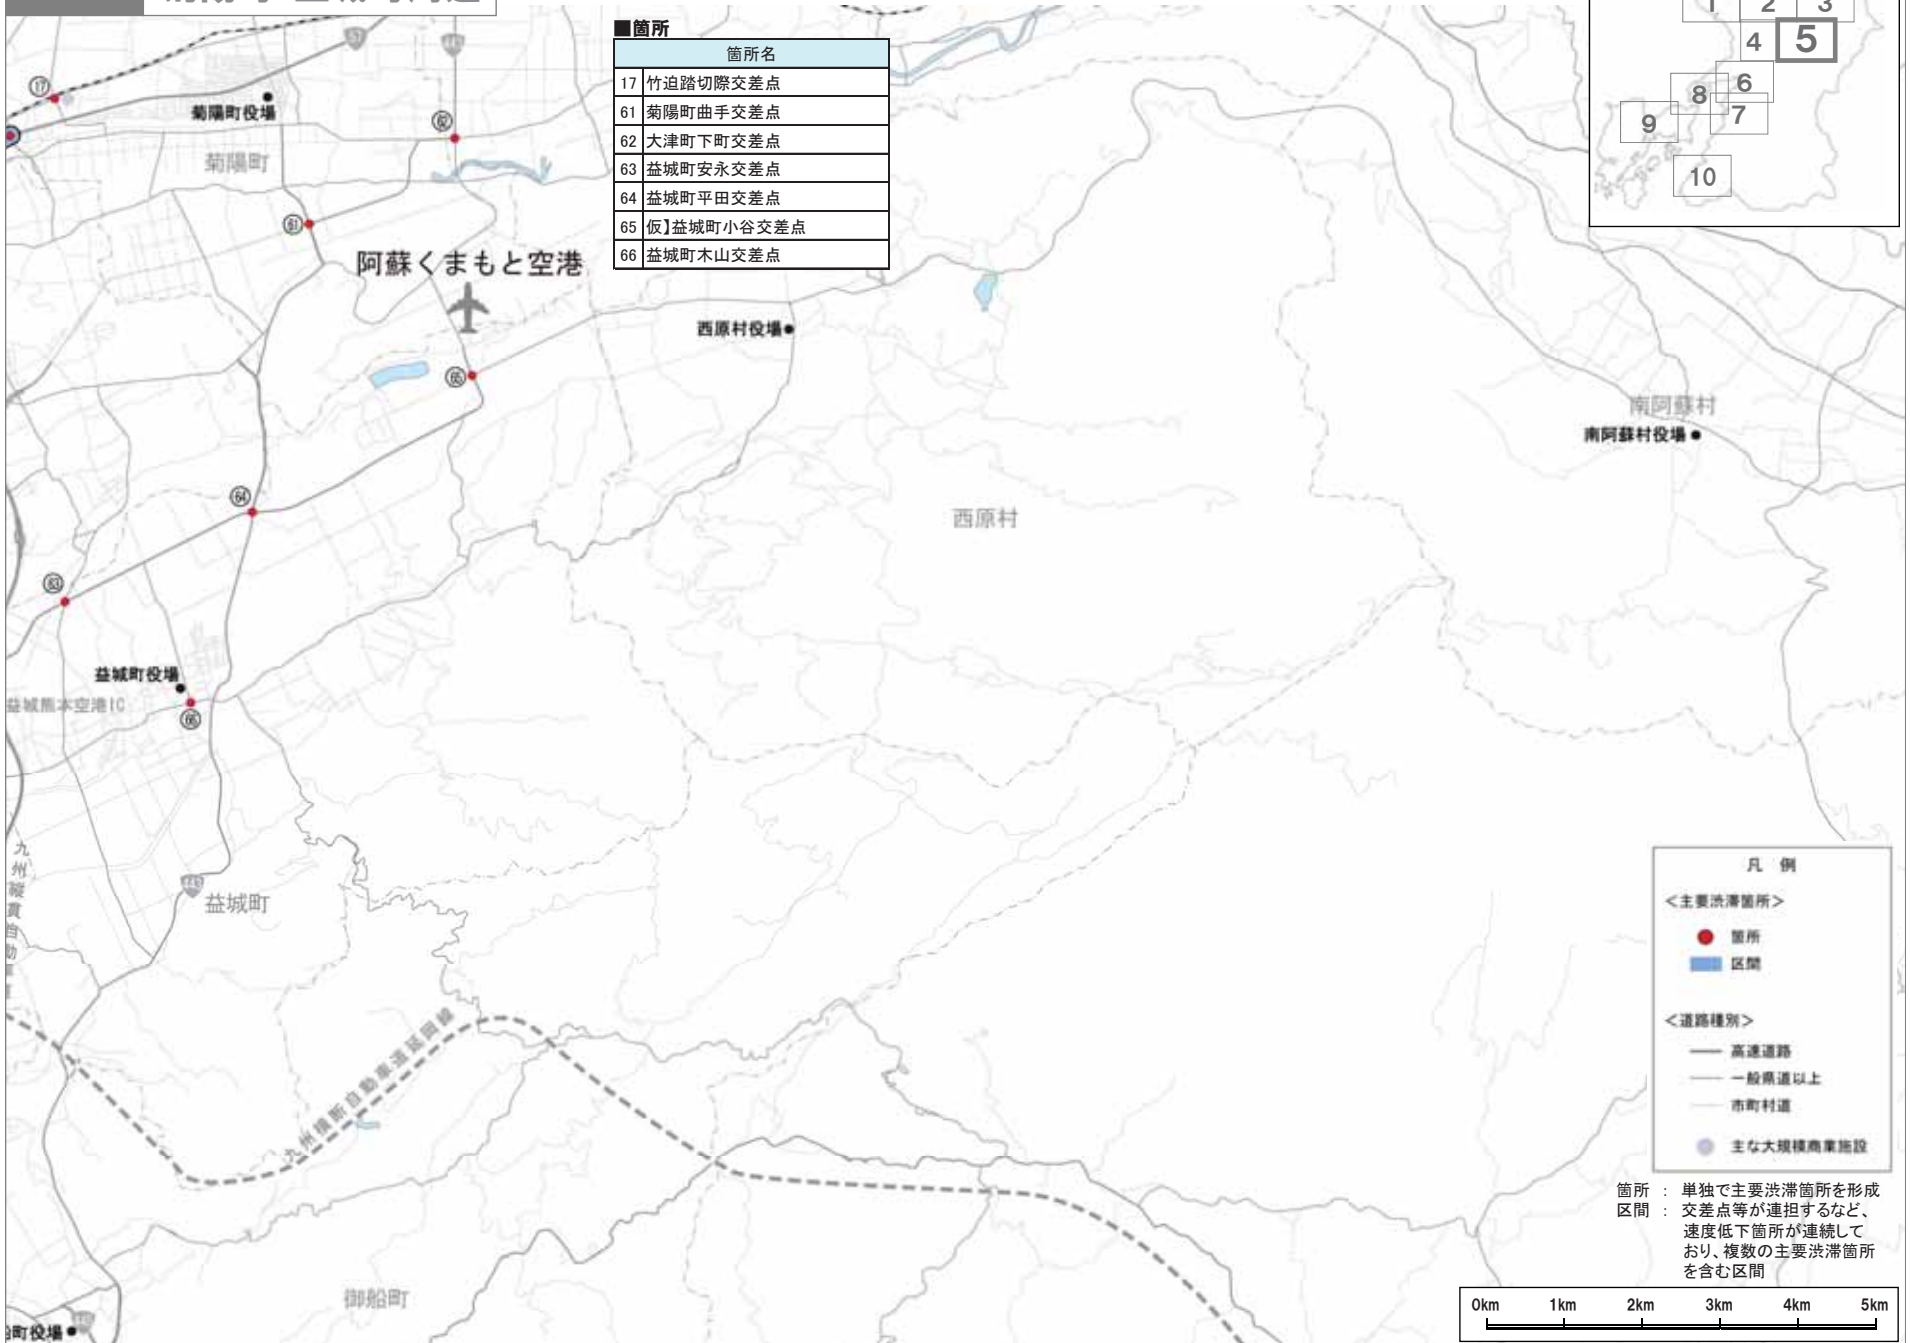 ■箇所
箇所名
17 竹迫踏切際交差点
61 菊陽町曲手交差点
62 大津町下町交差点
63 益城町安永交差点
64 益城町平田交差点
65 仮】益城町小谷交差点
66 益城町木山交差点
1 2 3
4 5
6
8
7
9
10
57
443
17
菊陽町役場
62
菊陽町
61
阿蘇くまもと空港
西原村役場
65
南阿蘇村
南阿蘇村役場
64
西原村
63
益城町役場
益城熊本空港IC
66
九州縦貫自動車道
443
益城町
九州横断自動車道延岡線
御船町
町役場
凡 例
<主要渋滞箇所>
箇所
区間
<道路種別>
高速道路
一般県道以上
市町村道
主な大規模商業施設
箇所 : 単独で主要渋滞箇所を形成
区間 : 交差点等が連担するなど、
速度低下箇所が連続して
おり、複数の主要渋滞箇所
を含む区間
0km 1km 2km 3km 4km 5km